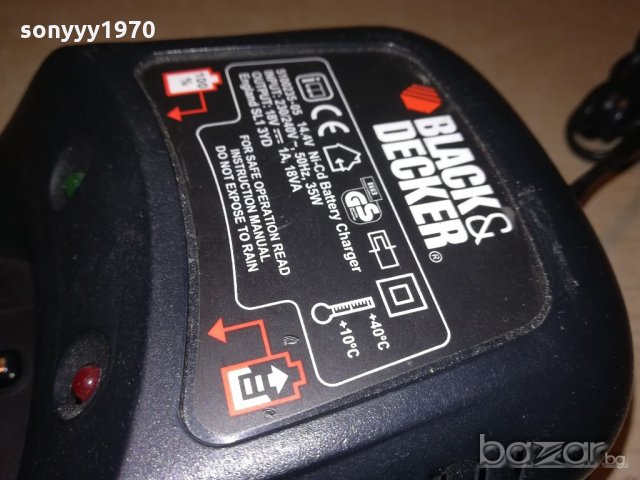 sonyyy1970
BLACK&
DECKER®
CE
GS
14,4V Ni-cd Battery Charger
INPUT: 230/240V~, 50Hz, 35W
OUTPUT: 18V 1A, 18VA
England SL1 3YD
FOR SAFE OPERATION READ
INSTRUCTION MANUAL
DO NOT EXPOSE TO RAIN
100
%
+40°C
+10°C
bazar.bg